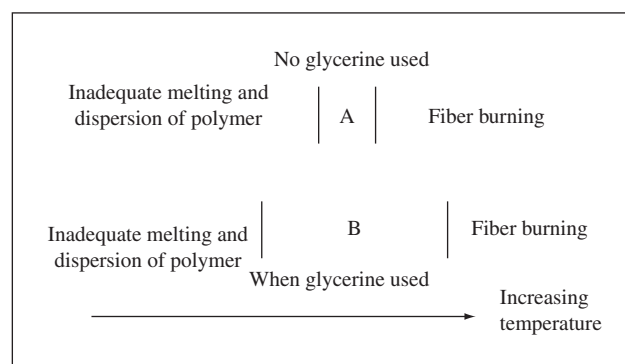 No glycerine used
Inadequate melting and
dispersion of polymer
A
Fiber burning
Inadequate melting and
dispersion of polymer
B
Fiber burning
When glycerine used
Increasing
temperature